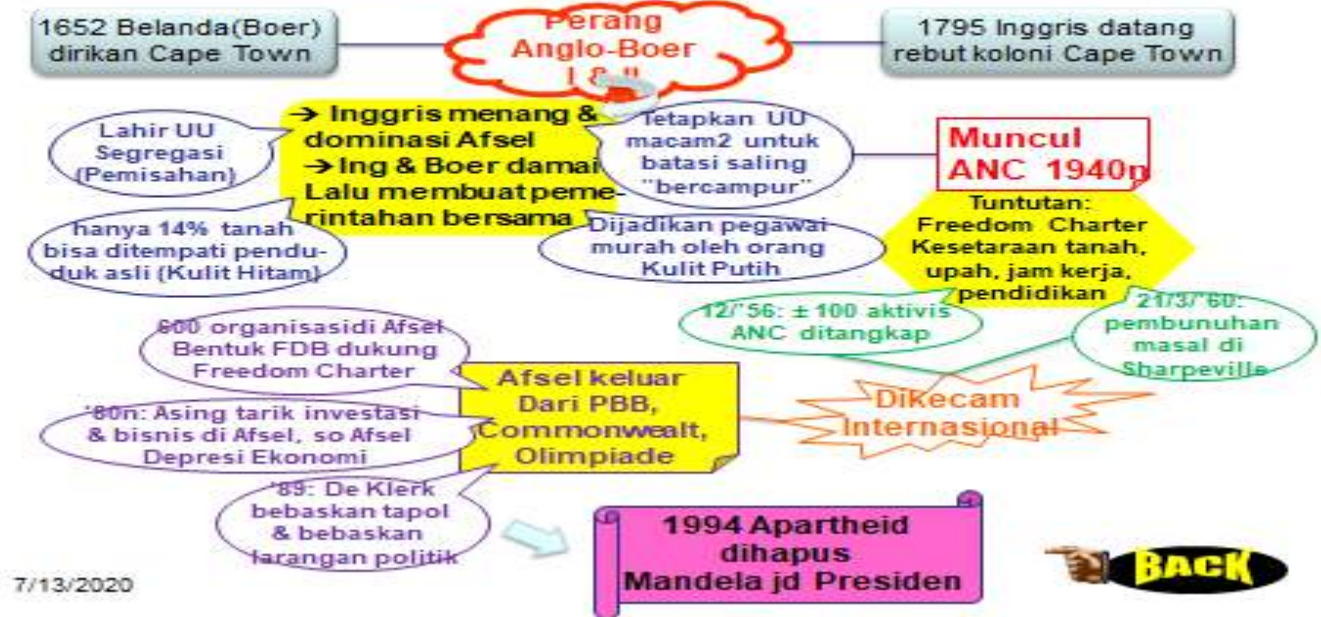 1652 Belanda(Boer)
dirikan Cape Town
Perang
Anglo-Boer
I & II
1795 Inggris datang
rebut koloni Cape Town
Lahir UU
Segregasi
(Pemisahan)
→ Inggris menang &
dominasi Afsel
→ Ing & Boer damai
Lalu membuat peme-
rintahan bersama
Tetapkan UU
macam2 untuk
batasi saling
"bercampur"
Muncul
ANC 1940n
hanya 14% tanah
bisa ditempati pendu-
duk asli (Kulit Hitam)
Dijadikan pegawai
murah oleh orang
Kulit Putih
Tuntutan:
Freedom Charter
Kesetaraan tanah,
upah, jam kerja,
pendidikan
12/'56: ± 100 aktivis
ANC ditangkap
21/3/'60:
pembunuhan
masal di
Sharpeville
600 organisasidi Afsel
Bentuk FDB dukung
Freedom Charter
Afsel keluar
Dari PBB,
Commonwealt,
Olimpiade
Dikecam
Internasional
'80n: Asing tarik investasi
& bisnis di Afsel, so Afsel
Depresi Ekonomi
'89: De Klerk
bebaskan tapol
& bebaskan
larangan politik
1994 Apartheid
dihapus
Mandela jd Presiden
BACK
7/13/2020